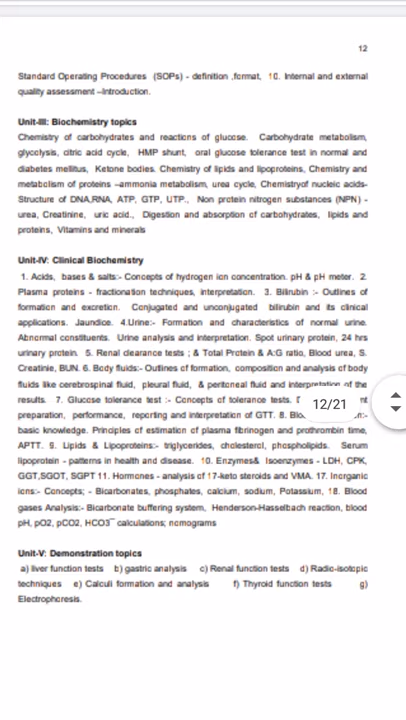 12
Standard Operating Procedures (SOPs) - definition ,format, 10. Internal and external
quality assessment –Introduction.
Unit-III: Biochemistry topics
Chemistry of carbohydrates and reactions of glucose. Carbohydrate metabolism,
glycolysis, citric acid cycle, HMP shunt, oral glucose tolerance test in normal and
diabetes mellitus, Ketone bodies. Chemistry of lipids and lipoproteins, Chemistry and
metabolism of proteins –ammonia metabolism, urea cycle, Chemistryof nucleic acids-
Structure of DNA,RNA, ATP, GTP, UTP., Non protein nitrogen substances (NPN) -
urea, Creatinine, uric acid., Digestion and absorption of carbohydrates, lipids and
proteins, Vitamins and minerals
Unit-IV: Clinical Biochemistry
1. Acids, bases & salts:- Concepts of hydrogen ion concentration. pH & pH meter. 2.
Plasma proteins - fractionation techniques, interpretation. 3. Bilirubin :- Outlines of
formation and excretion. Conjugated and unconjugated bilirubin and its clinical
applications. Jaundice. 4.Urine:- Formation and characteristics of normal urine.
Abnormal constituents. Urine analysis and interpretation. Spot urinary protein, 24 hrs
urinary protein. 5. Renal clearance tests ; & Total Protein & A:G ratio, Blood urea, S.
Creatinie, BUN. 6. Body fluids:- Outlines of formation, composition and analysis of body
fluids like cerebrospinal fluid, pleural fluid, & peritoneal fluid and interpretation of the
results. 7. Glucose tolerance test :- Concepts of tolerance tests. nt
12/21
preparation, performance, reporting and interpretation of GTT. 8. n:-
basic knowledge. Principles of estimation of plasma fibrinogen and prothrombin time,
APTT. 9. Lipids & Lipoproteins:- triglycerides, cholesterol, phospholipids. Serum
lipoprotein - patterns in health and disease. 10. Enzymes& Isoenzymes - LDH, CPK,
GGT,SGOT, SGPT 11. Hormones - analysis of 17-keto steroids and VMA. 17. Inorganic
ions:- Concepts; - Bicarbonates, phosphates, calcium, sodium, Potassium, 18. Blood
gases Analysis:- Bicarbonate buffering system, Henderson-Hasselbach reaction, blood
pH, pO2, pCO2, HCO3¯ calculations; nomograms
Unit-V: Demonstration topics
a) liver function tests b) gastric analysis c) Renal function tests d) Radio-isotopic
techniques e) Calculi formation and analysis f) Thyroid function tests g)
Electrophoresis.